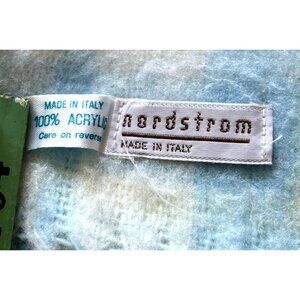 MADE IN ITALY
100% ACRYLIC
Care on reverse
nordstrom
MADE IN ITALY